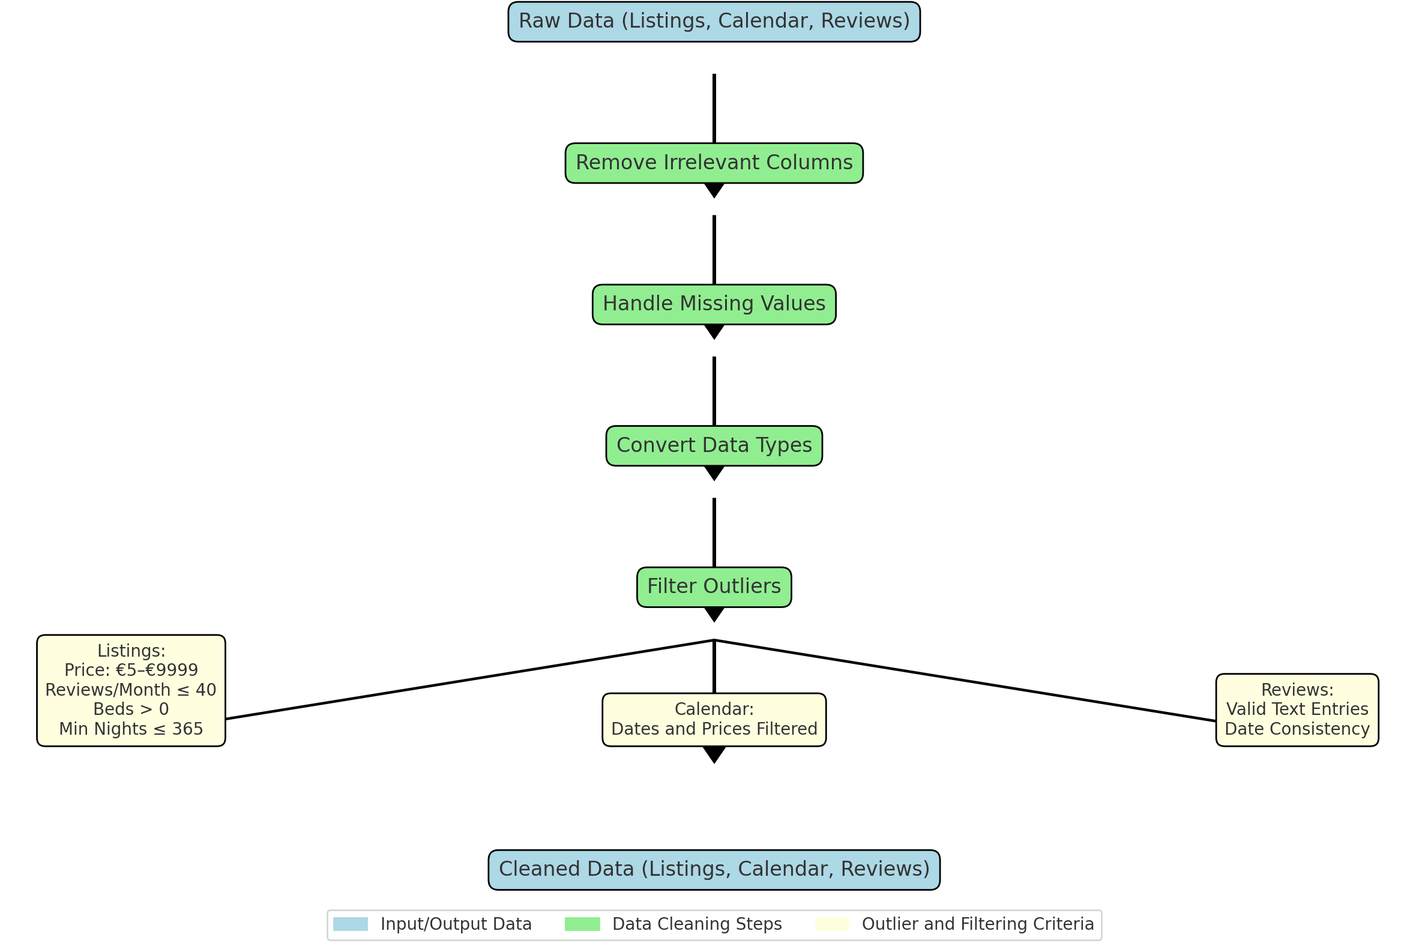 Raw Data (Listings, Calendar, Reviews)
Remove Irrelevant Columns
Handle Missing Values
Convert Data Types
Filter Outliers
Listings:
Price: €5–€9999
Reviews/Month ≤ 40
Beds > 0
Min Nights ≤ 365
Calendar:
Dates and Prices Filtered
Reviews:
Valid Text Entries
Date Consistency
Cleaned Data (Listings, Calendar, Reviews)
Input/Output Data
Data Cleaning Steps
Outlier and Filtering Criteria